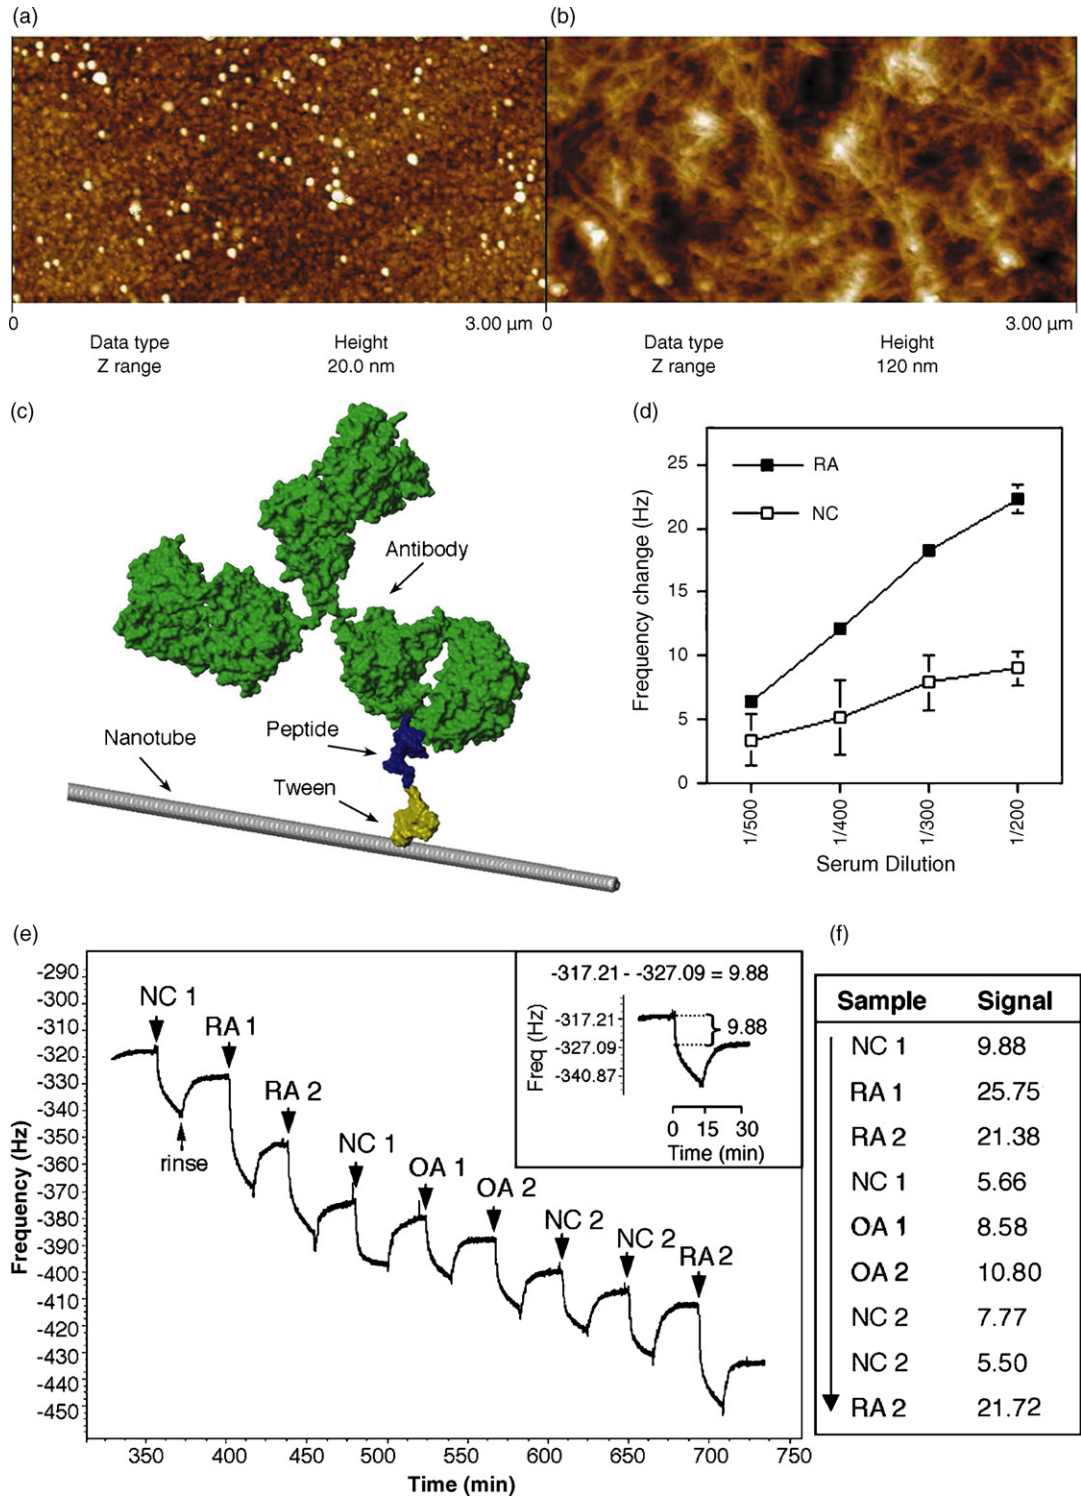 (a)
(b)
0
3.00 µm
0
3.00 µm
Data type
Height
Z range
20.0 nm
Data type
Height
Z range
120 nm
(c)
Antibody
Peptide
Nanotube
Tween
(d)
RA
NC
Frequency change (Hz)
25
20
15
10
5
0
1/500
1/400
1/300
1/200
Serum Dilution
(e)
-290
-300
-310
-320
-330
-340
-350
-360
-370
-380
-390
-400
-410
-420
-430
-440
-450
Frequency (Hz)
NC 1
RA 1
rinse
RA 2
NC 1
OA 1
OA 2
NC 2
NC 2
RA 2
350
400
450
500
550
600
650
700
750
Time (min)
-317.21 - -327.09 = 9.88
Freq (Hz)
-317.21
-327.09
-340.87
9.88
0 15 30
Time (min)
(f)
Sample Signal
NC 1 9.88
RA 1 25.75
RA 2 21.38
NC 1 5.66
OA 1 8.58
OA 2 10.80
NC 2 7.77
NC 2 5.50
RA 2 21.72